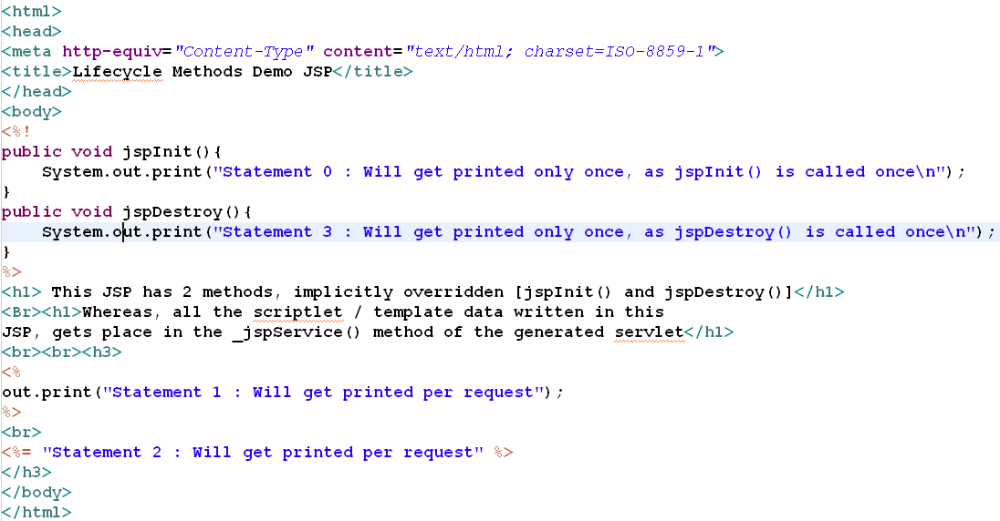 <html>
<head>
<meta http-equiv="Content-Type" content="text/html; charset=ISO-8859-1">
<title>Lifecycle Methods Demo JSP</title>
</head>
<body>
<%!
public void jspInit(){
    System.out.print("Statement 0 : Will get printed only once, as jspInit() is called once\n");
}
public void jspDestroy(){
    System.out.print("Statement 3 : Will get printed only once, as jspDestroy() is called once\n");
}
%>
<h1> This JSP has 2 methods, implicitly overridden [jspInit() and jspDestroy()]</h1>
<Br><h1>Whereas, all the scriptlet / template data written in this
JSP, gets place in the _jspService() method of the generated servlet</h1>
<br><br><h3>
<%
out.print("Statement 1 : Will get printed per request");
%>
<br>
<%= "Statement 2 : Will get printed per request" %>
</h3>
</body>
</html>